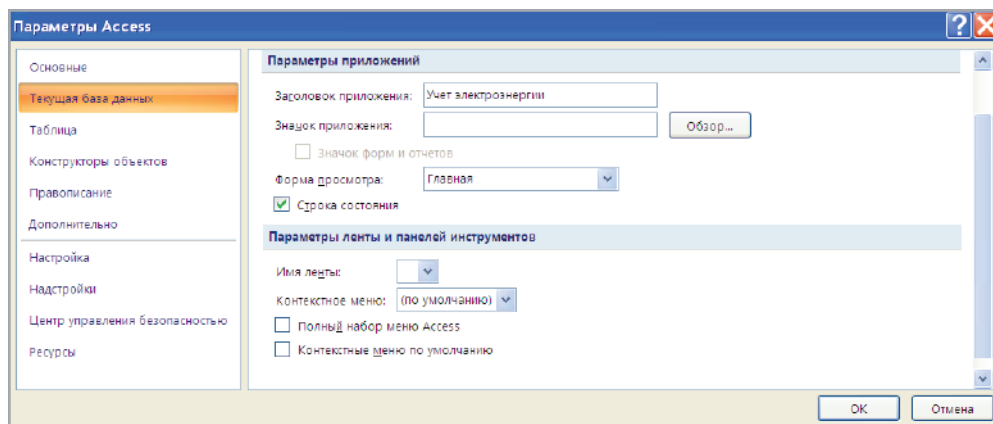 Параметры Access
Основные
Текущая база данных
Таблица
Конструкторы объектов
Правописание
Дополнительно
Настройка
Надстройки
Центр управления безопасностью
Ресурсы
Параметры приложений
Заголовок приложения: Учет электроэнергии
Значок приложения: Обзор...
Значок форм и отчетов
Форма просмотра: Главная
Строка состояния
Параметры ленты и панелей инструментов
Имя ленты:
Контекстное меню: (по умолчанию)
Полный набор меню Access
Контекстные меню по умолчанию
ОК Отмена